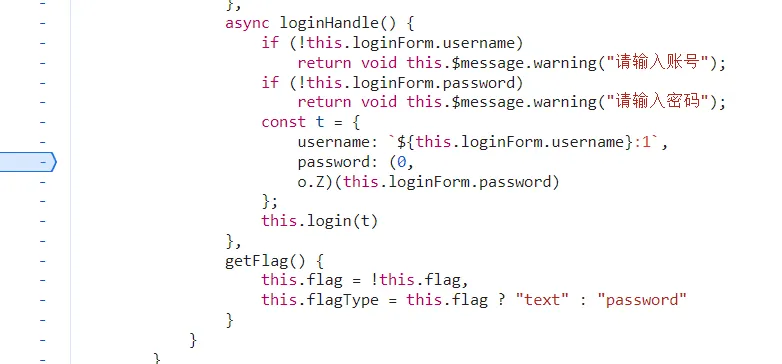 },
async loginHandle() {
if (!this.loginForm.username)
return void this.$message.warning("请输入账号");
if (!this.loginForm.password)
return void this.$message.warning("请输入密码");
const t = {
username: `${this.loginForm.username}:1`,
password: (0,
o.Z)(this.loginForm.password)
};
this.login(t)
},
getFlag() {
this.flag = !this.flag,
this.flagType = this.flag ? "text" : "password"
}
}
}